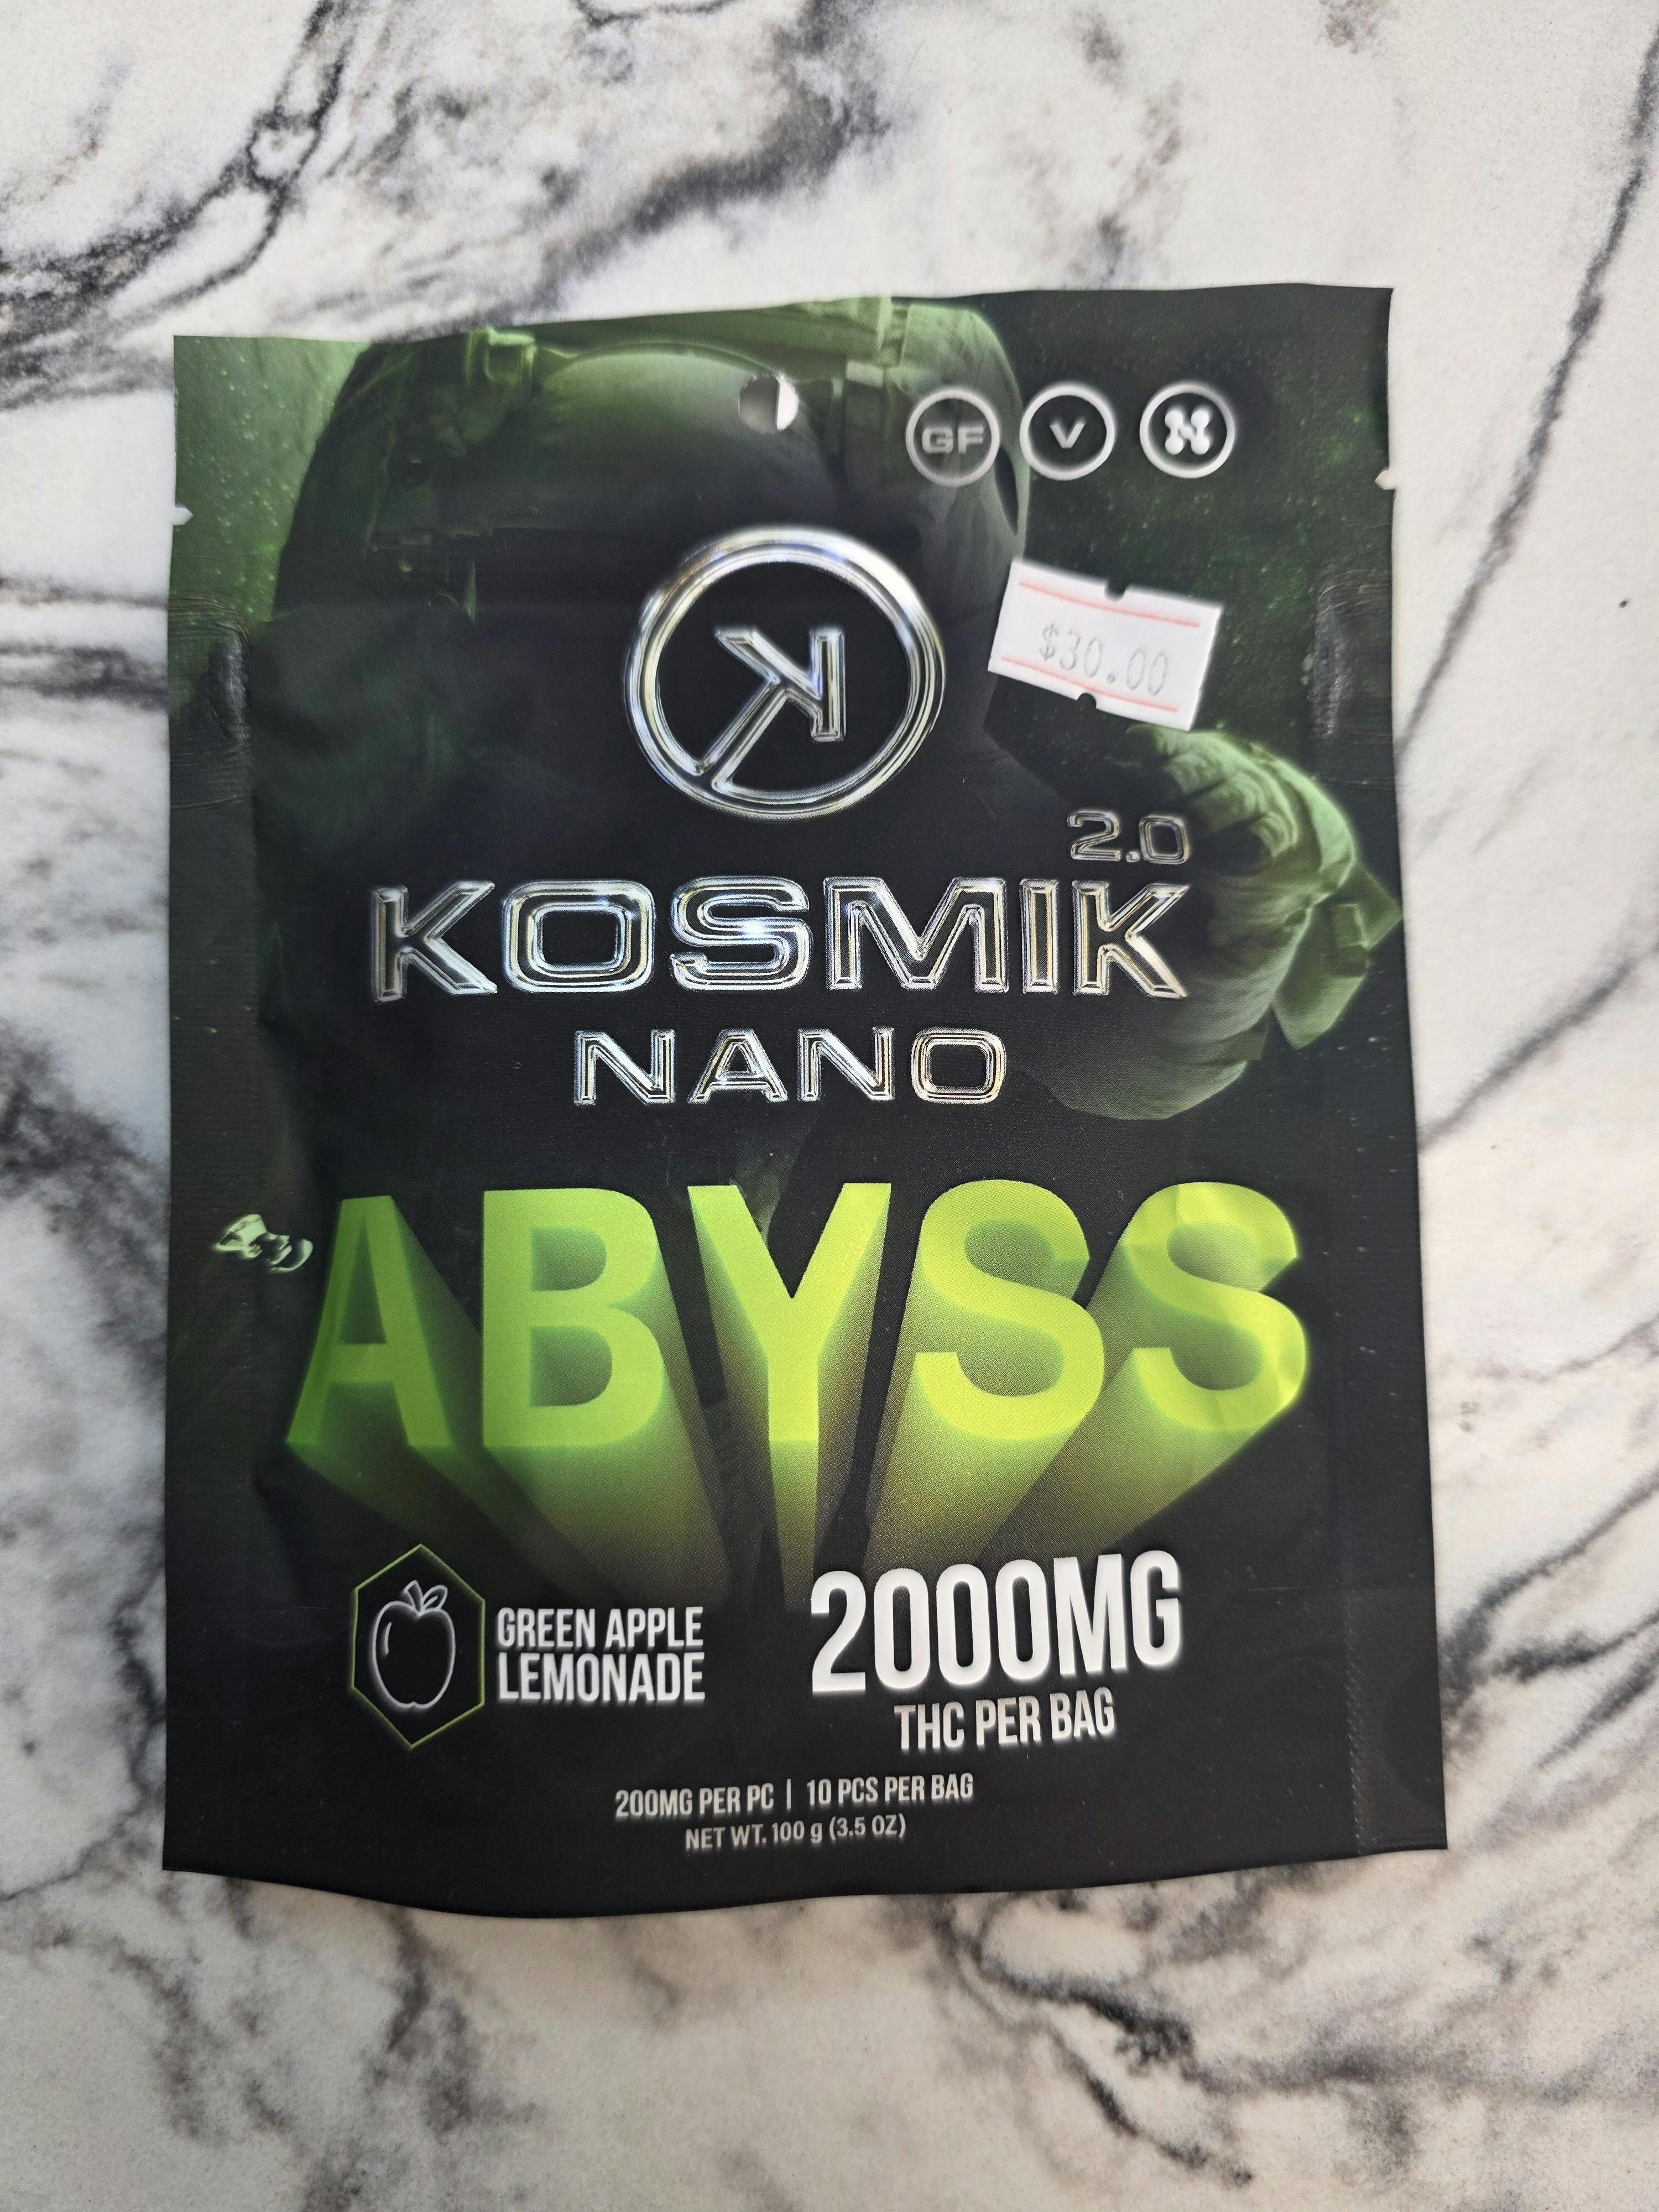 GF V N
K
$30.00
2.0
KOSMIK
NANO
ABYSS
GREEN APPLE
LEMONADE
2000MG
THC PER BAG
200MG PER PC | 10 PCS PER BAG
NET WT. 100 g (3.5 OZ)